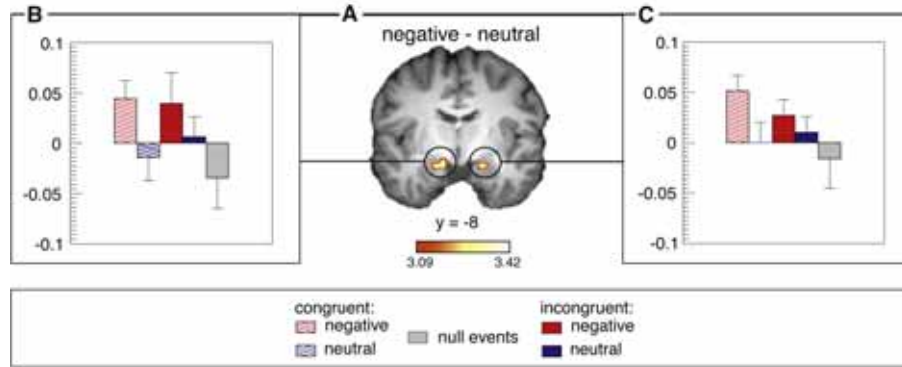 B
A
C
negative - neutral
0.1
0.05
0
-0.05
-0.1
0.1
0.05
0
-0.05
-0.1
y = -8
3.09 3.42
congruent:
negative
neutral
null events
incongruent:
negative
neutral